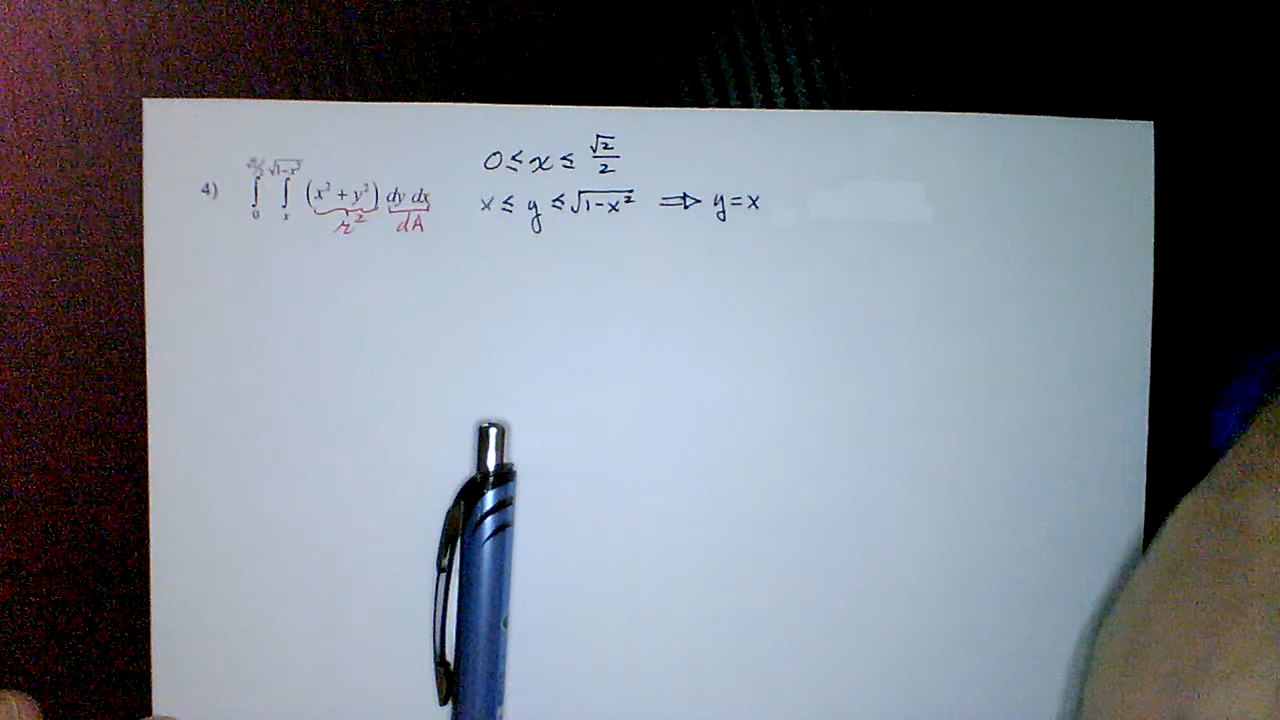 4) ∫₀^{√2/2} ∫ₓ^{√1-x²} (x² + y²) dy dx
r² dA
0 ≤ x ≤ √2/2
x ≤ y ≤ √1-x² ⟹ y=x